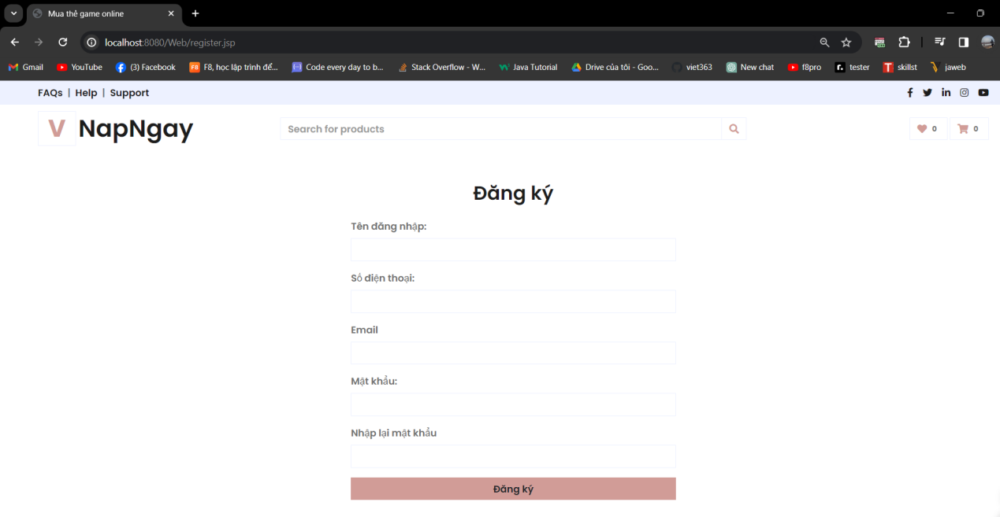 Mua thẻ game online
localhost:8080/Web/register.jsp
Gmail YouTube (3) Facebook F8, học lập trình để... Code every day to b... Stack Overflow - W... Java Tutorial Drive của tôi - Goo... viet363 New chat f8pro tester skillst jaweb
FAQs | Help | Support
V NapNgay Search for products 0 0
Đăng ký
Tên đăng nhập:
Số điện thoại:
Email
Mật khẩu:
Nhập lại mật khẩu
Đăng ký